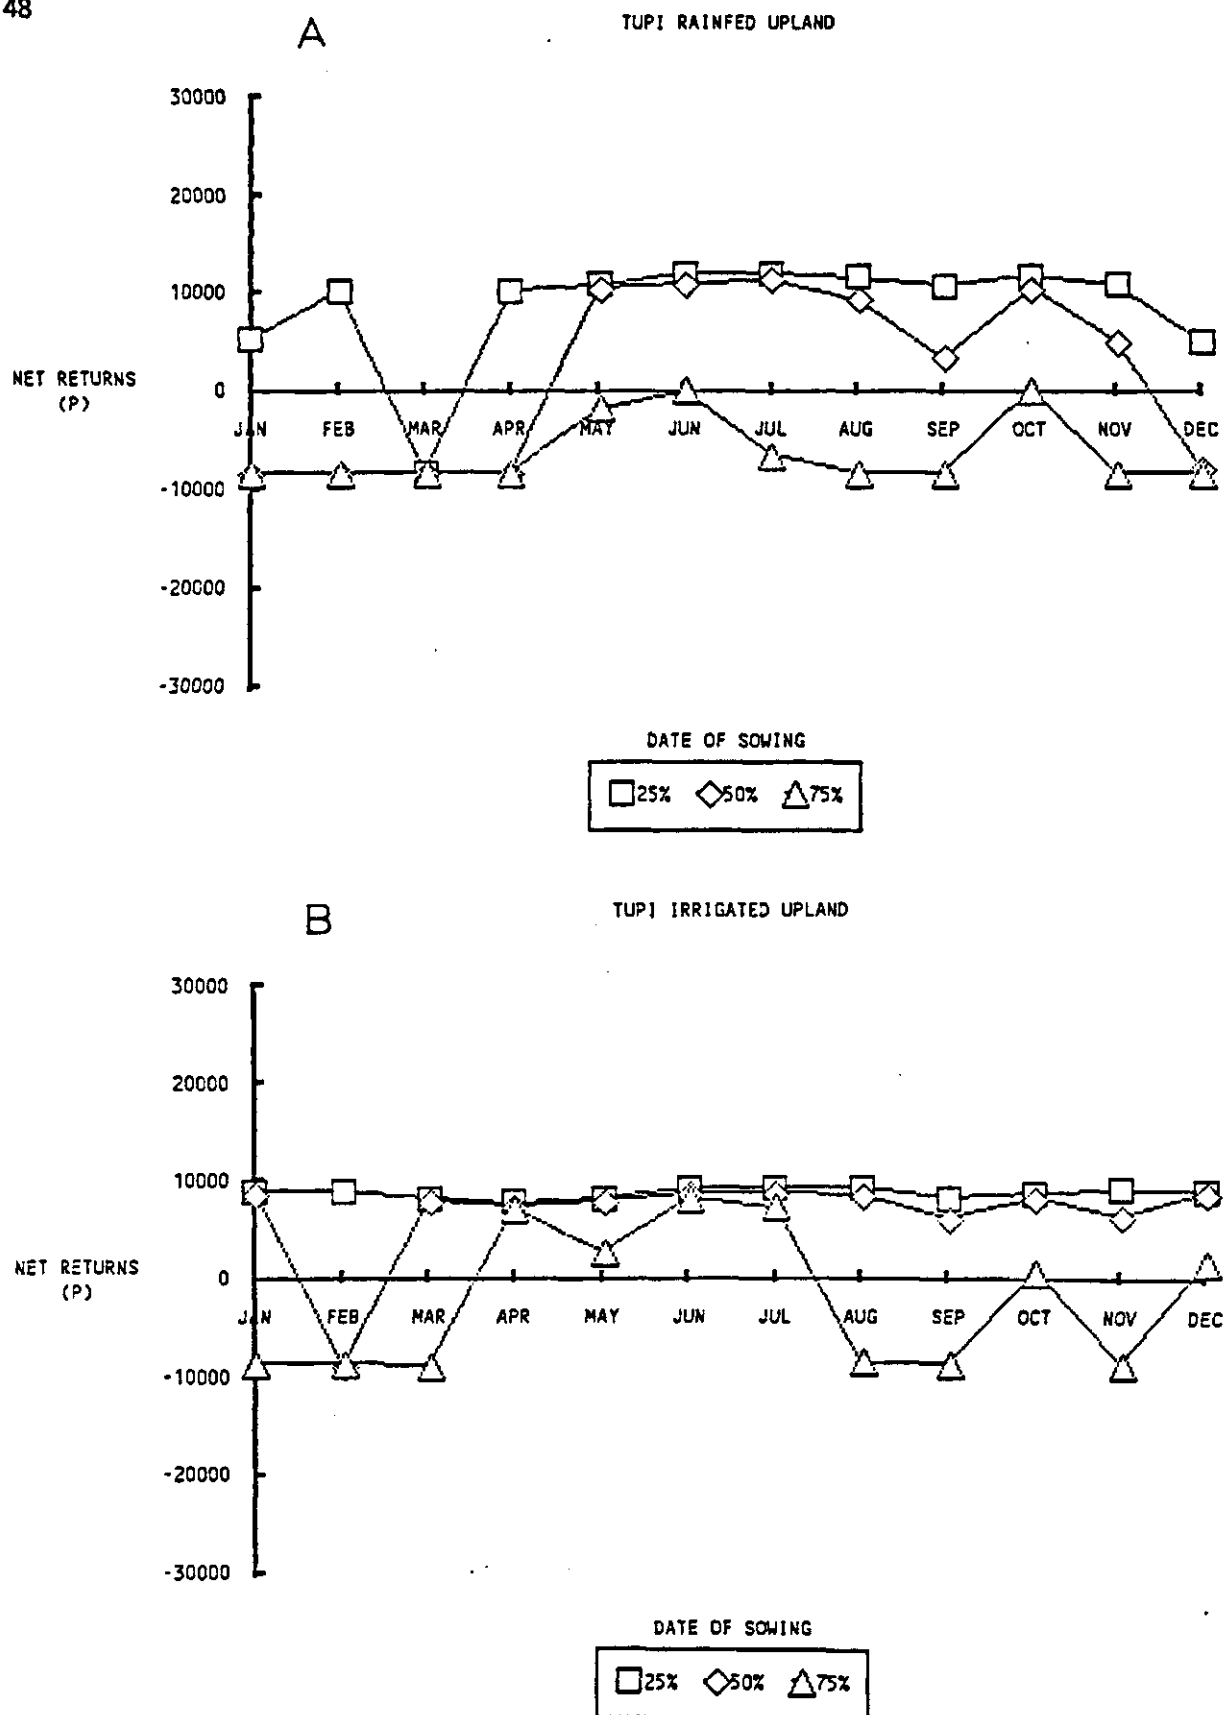 48
A
TUPI RAINFED UPLAND
30000
20000
10000
NET RETURNS
(P)
0
JAN FEB MAR APR MAY JUN JUL AUG SEP OCT NOV DEC
-10000
-20000
-30000
DATE OF SOWING
25% 50% 75%
B
TUPI IRRIGATED UPLAND
30000
20000
10000
NET RETURNS
(P)
0
JAN FEB MAR APR MAY JUN JUL AUG SEP OCT NOV DEC
-10000
-20000
-30000
DATE OF SOWING
25% 50% 75%